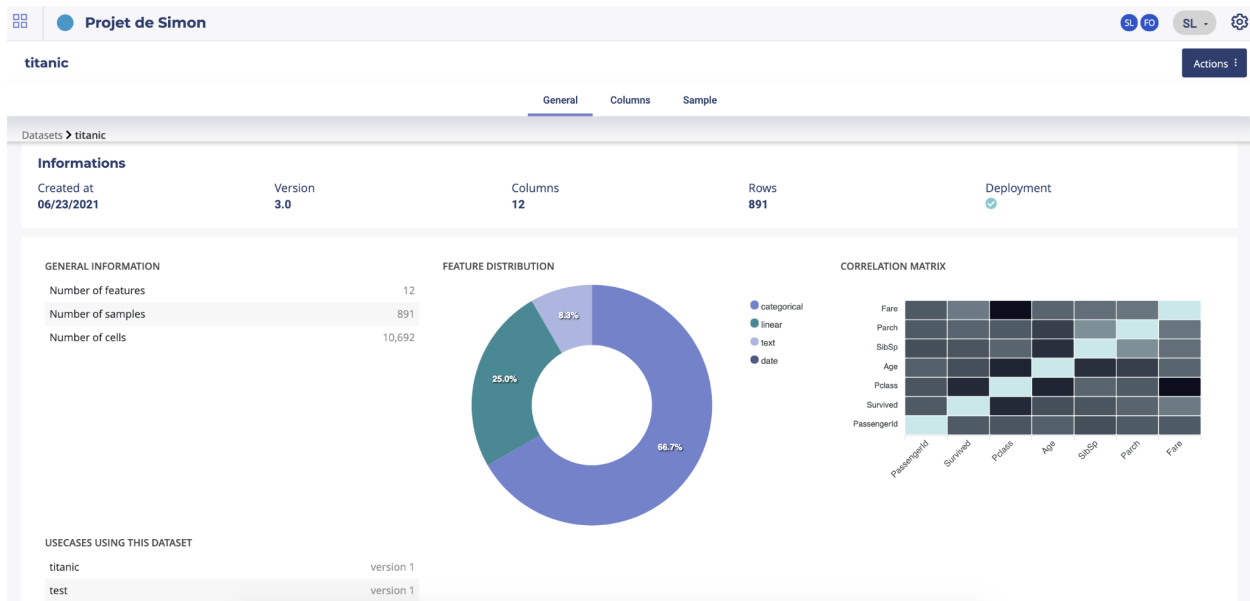 Projet de Simon
SL FO SL
titanic
Actions
General Columns Sample
Datasets titanic
Informations
Created at Version Columns Rows Deployment
06/23/2021 3.0 12 891
GENERAL INFORMATION
Number of features 12
Number of samples 891
Number of cells 10,692
FEATURE DISTRIBUTION
8.3%
25.0%
66.7%
categorical
linear
text
date
CORRELATION MATRIX
Fare
Parch
SibSp
Age
Pclass
Survived
PassengerId
PassengerId Survived Pclass Age SibSp Parch Fare
USECASES USING THIS DATASET
titanic version 1
test version 1